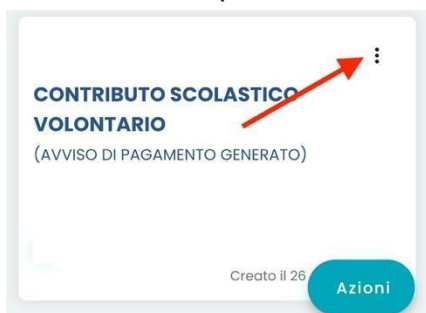 CONTRIBUTO SCOLASTICO
VOLONTARIO
(AVVISO DI PAGAMENTO GENERATO)
Creato il 26
Azioni